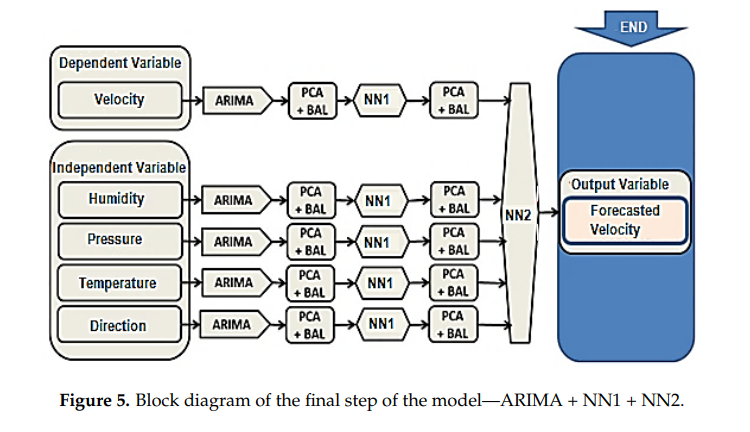 END
Dependent Variable
Velocity
ARIMA
PCA
+ BAL
NN1
PCA
+ BAL
Independent Variable
Humidity
ARIMA
PCA
+ BAL
NN1
PCA
+ BAL
Pressure
ARIMA
PCA
+ BAL
NN1
PCA
+ BAL
Temperature
ARIMA
PCA
+ BAL
NN1
PCA
+ BAL
Direction
ARIMA
PCA
+ BAL
NN1
PCA
+ BAL
NN2
Output Variable
Forecasted
Velocity
Figure 5. Block diagram of the final step of the model—ARIMA + NN1 + NN2.